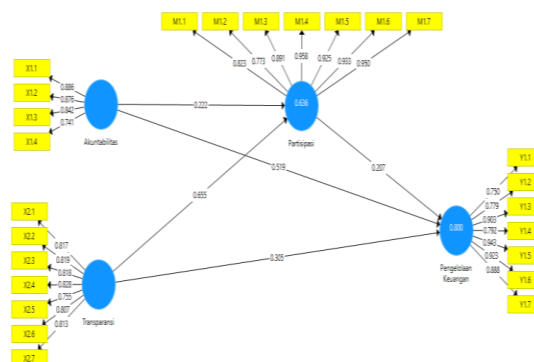 M1.1 M1.2 M1.3 M1.4 M1.5 M1.6 M1.7
0.823 0.773 0.891 0.958 0.925 0.933 0.950
X1.1
X1.2
X1.3
X1.4
0.886
0.876
0.842
0.741
Akuntabilitas
0.222
0.636
Partisipasi
0.519
0.207
0.655
0.305
Y1.1
Y1.2
Y1.3
Y1.4
Y1.5
Y1.6
Y1.7
0.750
0.779
0.903
0.792
0.943
0.923
0.888
0.800
Pengelolaan
Keuangan
X2.1
X2.2
X2.3
X2.4
X2.5
X2.6
X2.7
0.817
0.819
0.818
0.828
0.755
0.807
0.813
Transparansi